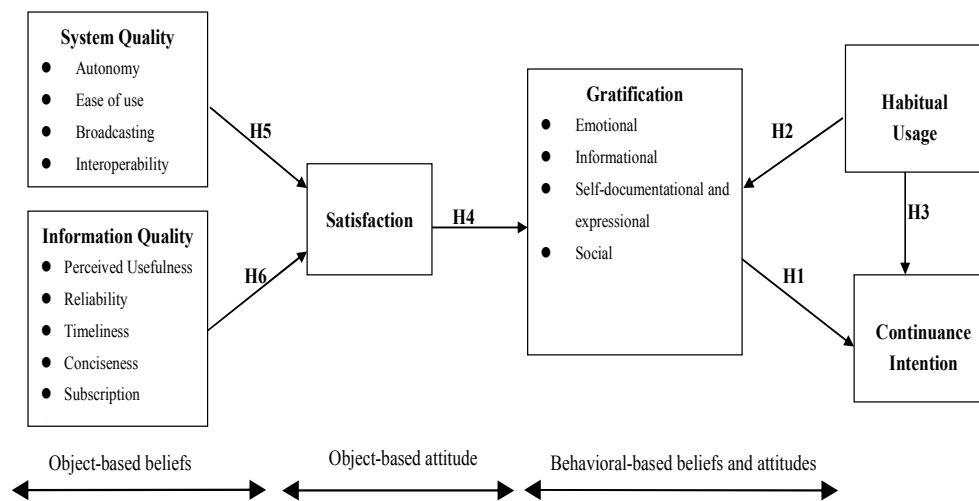 System Quality
● Autonomy
● Ease of use
● Broadcasting
● Interoperability
H5
Information Quality
● Perceived Usefulness
● Reliability
● Timeliness
● Conciseness
● Subscription
H6
Satisfaction
H4
Gratification
● Emotional
● Informational
● Self-documentational and
expressional
● Social
H2
Habitual
Usage
H3
H1
Continuance
Intention
Object-based beliefs
Object-based attitude
Behavioral-based beliefs and attitudes